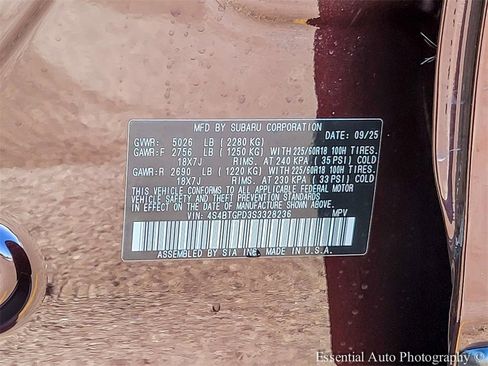 MFD BY SUBARU CORPORATION
DATE: 09/25
GVWR: 5026 LB ( 2280 KG)
GAWR:F 2756 LB ( 1250 KG) WITH 225/60R18 100H TIRES.
18X7J RIMS. AT 240 KPA ( 35 PSI) COLD
GAWR:R 2690 LB ( 1220 KG) WITH 225/60R18 100H TIRES.
18X7J RIMS. AT 230 KPA ( 33 PSI) COLD
THIS VEHICLE CONFORMS TO ALL APPLICABLE FEDERAL MOTOR
VEHICLE SAFETY AND THEFT PREVENTION STANDARDS IN
EFFECT ON THE DATE OF MANUFACTURE SHOWN ABOVE.
VIN: 4S4BTGPD3S3328236 MPV
ASSEMBLED BY SIA INC. MADE IN U.S.A.
Essential Auto Photography ©